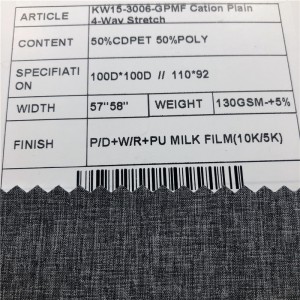 ARTICLE KW15-3006-GPMF Cation Plain
4-Way Stretch
CONTENT 50%CDPET 50%POLY
SPECIFIATI
ON 100D*100D // 110*92
WIDTH 57"58" WEIGHT 130GSM-+5%
FINISH P/D+W/R+PU MILK FILM(10K/5K)